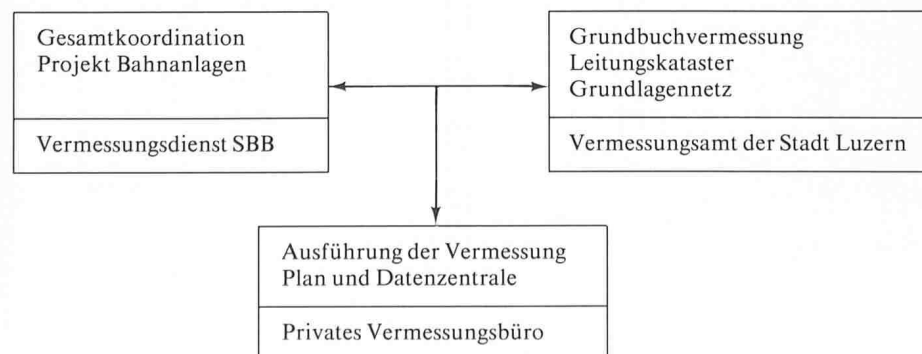 Gesamtkoordination
Projekt Bahnanlagen
Vermessungsdienst SBB
Grundbuchvermessung
Leitungskataster
Grundlagennetz
Vermessungsamt der Stadt Luzern
Ausführung der Vermessung
Plan und Datenzentrale
Privates Vermessungsbüro